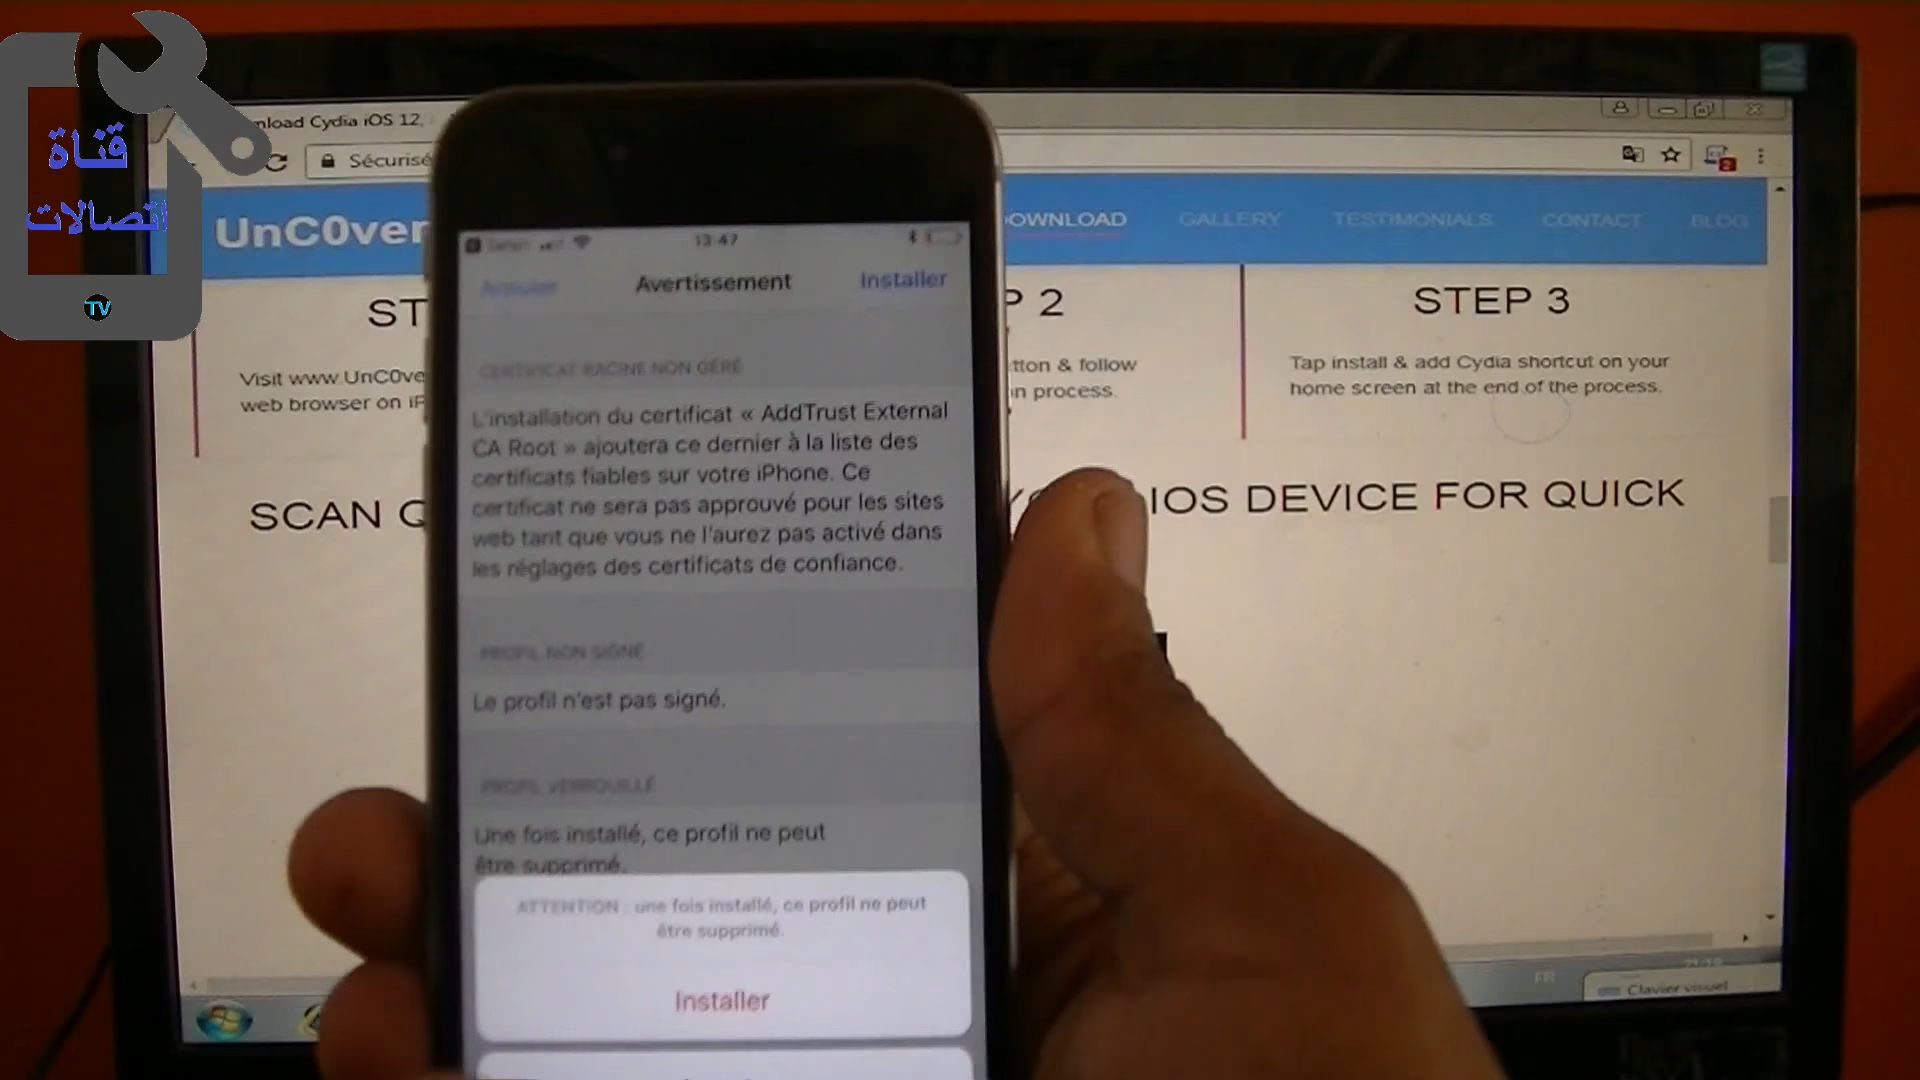 قناة
اتصالات
TV
nload Cydia iOS 12,
Sécurisé
2
UnC0ver
DOWNLOAD
GALLERY
TESTIMONIALS
CONTACT
BLOG
ST
Visit www.UnC0ve
web browser on iP
P 2
tton & follow
n process.
STEP 3
Tap install & add Cydia shortcut on your
home screen at the end of the process.
SCAN Q
IOS DEVICE FOR QUICK
13:47
Annuler
Avertissement
Installer
CERTIFICAT RACINE NON GÉRÉ
L'installation du certificat « AddTrust External
CA Root » ajoutera ce dernier à la liste des
certificats fiables sur votre iPhone. Ce
certificat ne sera pas approuvé pour les sites
web tant que vous ne l'aurez pas activé dans
les réglages des certificats de confiance.
PROFIL NON SIGNÉ
Le profil n'est pas signé.
PROFIL VERROUILLÉ
Une fois installé, ce profil ne peut
être supprimé.
ATTENTION : une fois installé, ce profil ne peut
être supprimé.
Installer
FR
Clavier visuel